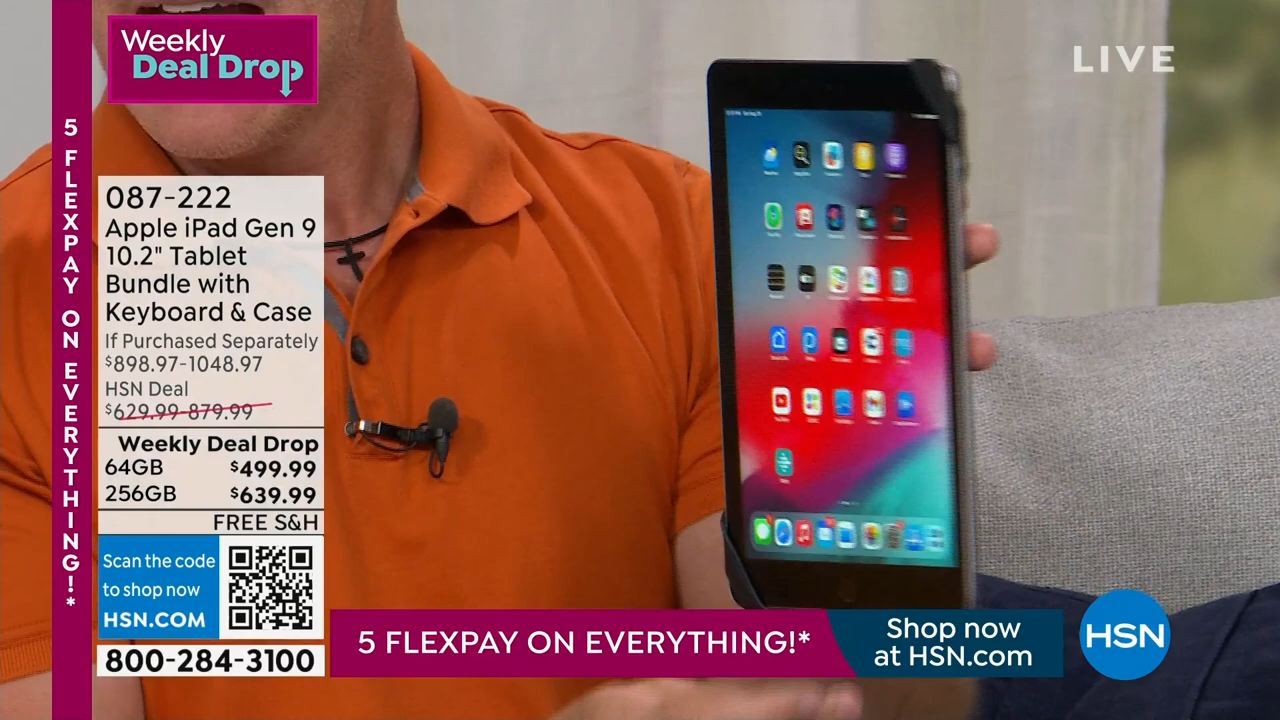 Weekly
Deal Drop
LIVE
5 FLEXPAY ON EVERYTHING!*
087-222
Apple iPad Gen 9
10.2" Tablet
Bundle with
Keyboard & Case
If Purchased Separately
$898.97-1048.97
HSN Deal
$629.99-879.99
Weekly Deal Drop
64GB $499.99
256GB $639.99
FREE S&H
Scan the code
to shop now
HSN.COM
800-284-3100
5 FLEXPAY ON EVERYTHING!*
Shop now
at HSN.com
HSN